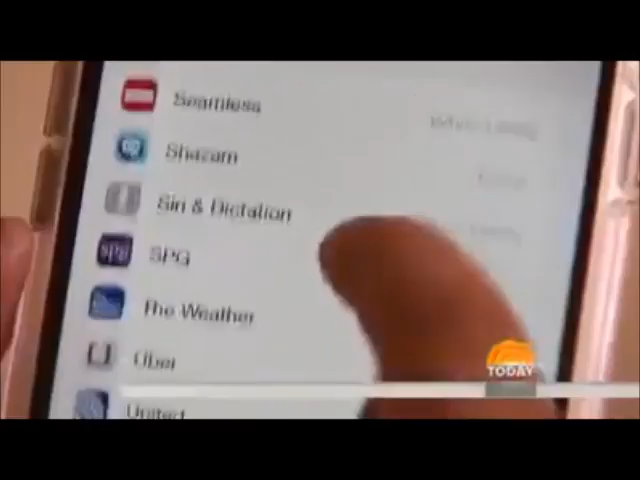 Seamless
Shazam
Siri & Dictation
SPG
The Weather
Uber
United
TODAY